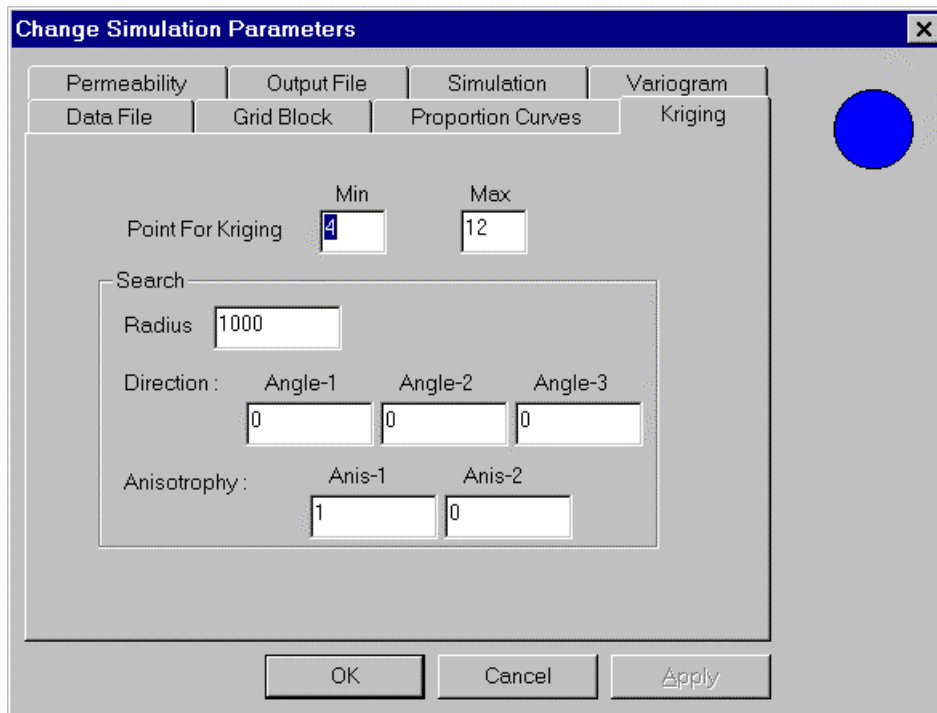 Change Simulation Parameters
Permeability Output File Simulation Variogram
Data File Grid Block Proportion Curves Kriging
Min Max
Point For Kriging 4 12
Search
Radius 1000
Direction : Angle-1 Angle-2 Angle-3
0 0 0
Anisotrophy : Anis-1 Anis-2
1 0
OK Cancel Apply